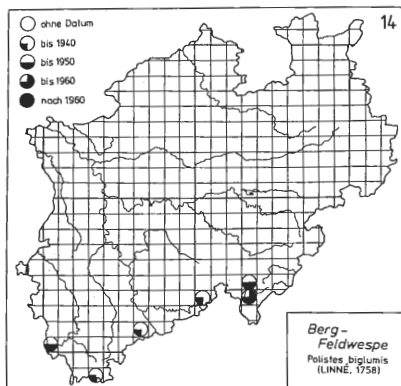 14
ohne Datum
bis 1940
bis 1950
bis 1960
nach 1960
Berg-
Feldwespe
Polistes biglumis
(LINNÉ, 1758)